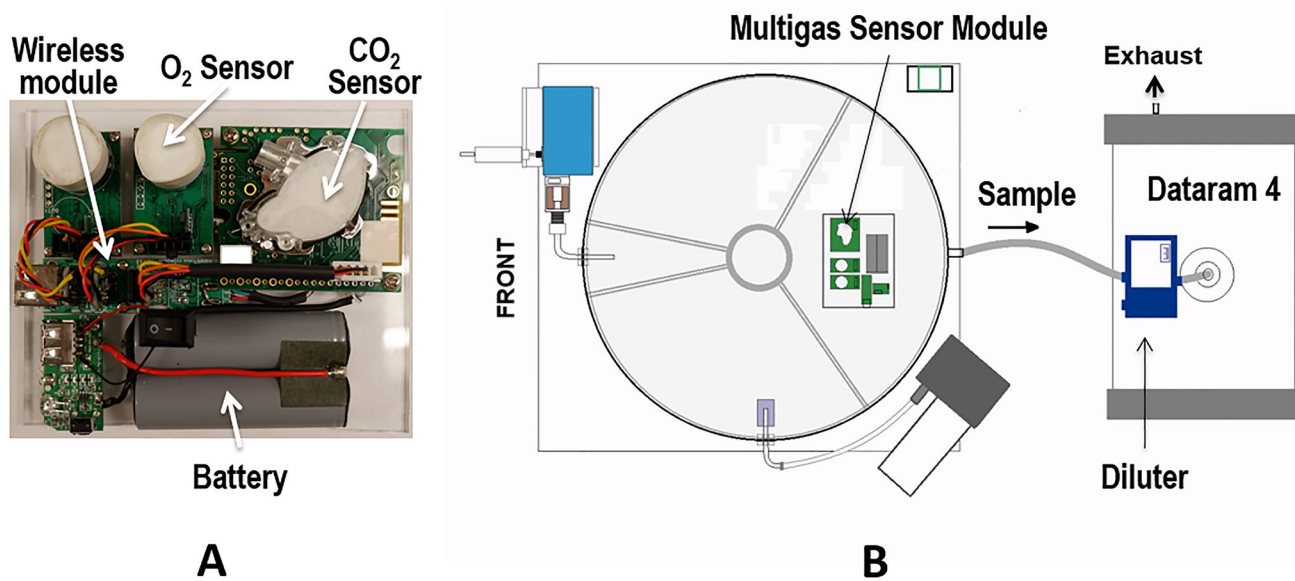 Wireless
module
O₂ Sensor
CO₂
Sensor
Battery
A
Multigas Sensor Module
FRONT
Sample
Exhaust
Dataram 4
Diluter
B